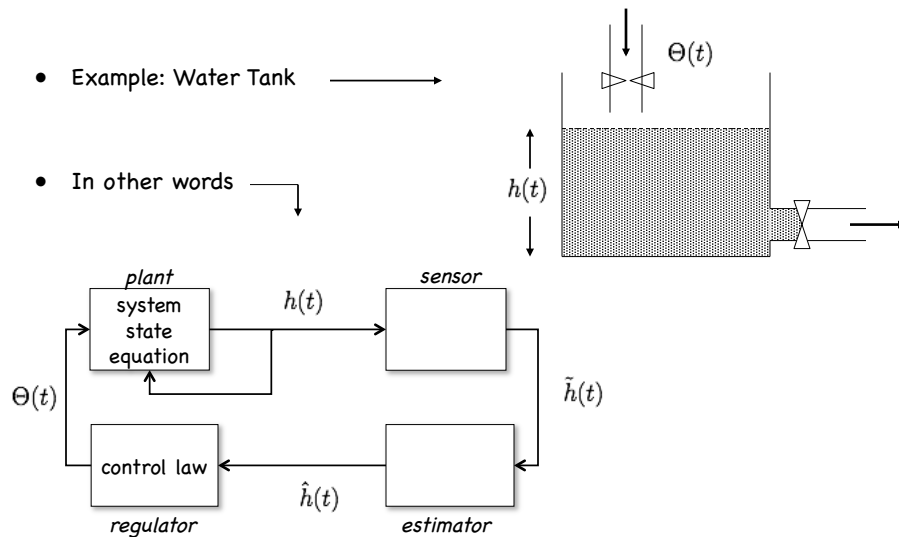 • Example: Water Tank
Θ(t)
h(t)
• In other words
plant
system
state
equation
h(t)
sensor
Θ(t)
h̃(t)
control law
ĥ(t)
regulator
estimator